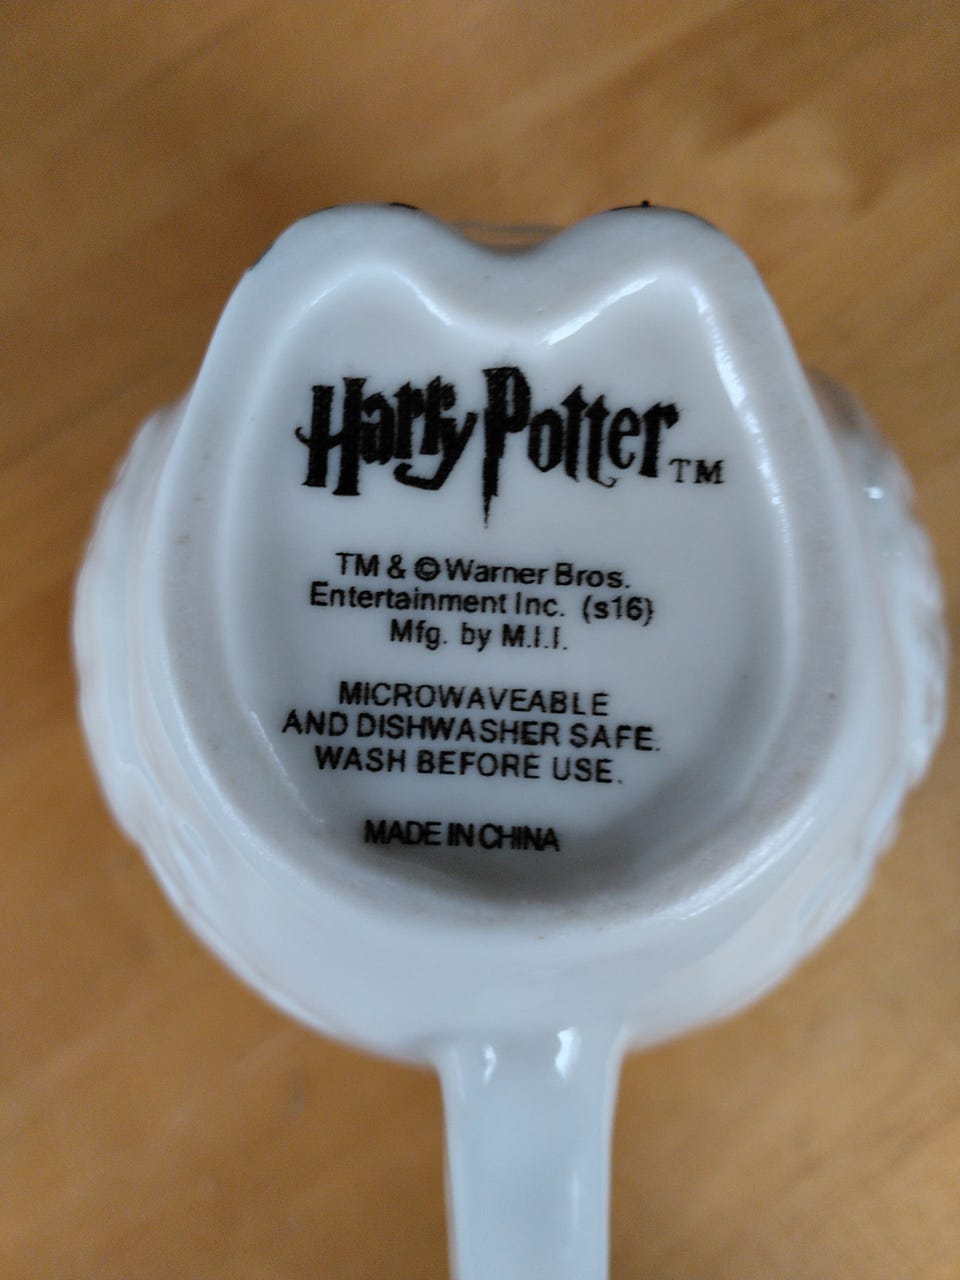 Harry Potter TM
TM & © Warner Bros.
Entertainment Inc. (s16)
Mfg. by M.I.I.
MICROWAVEABLE
AND DISHWASHER SAFE.
WASH BEFORE USE.
MADE IN CHINA